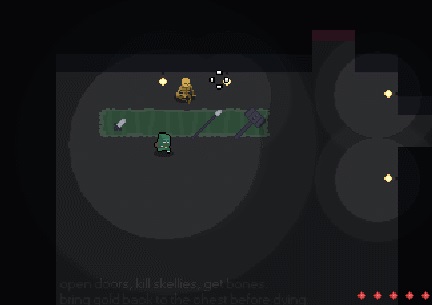 open doors, kill skellies, get bones
bring gold back to the chest before dying